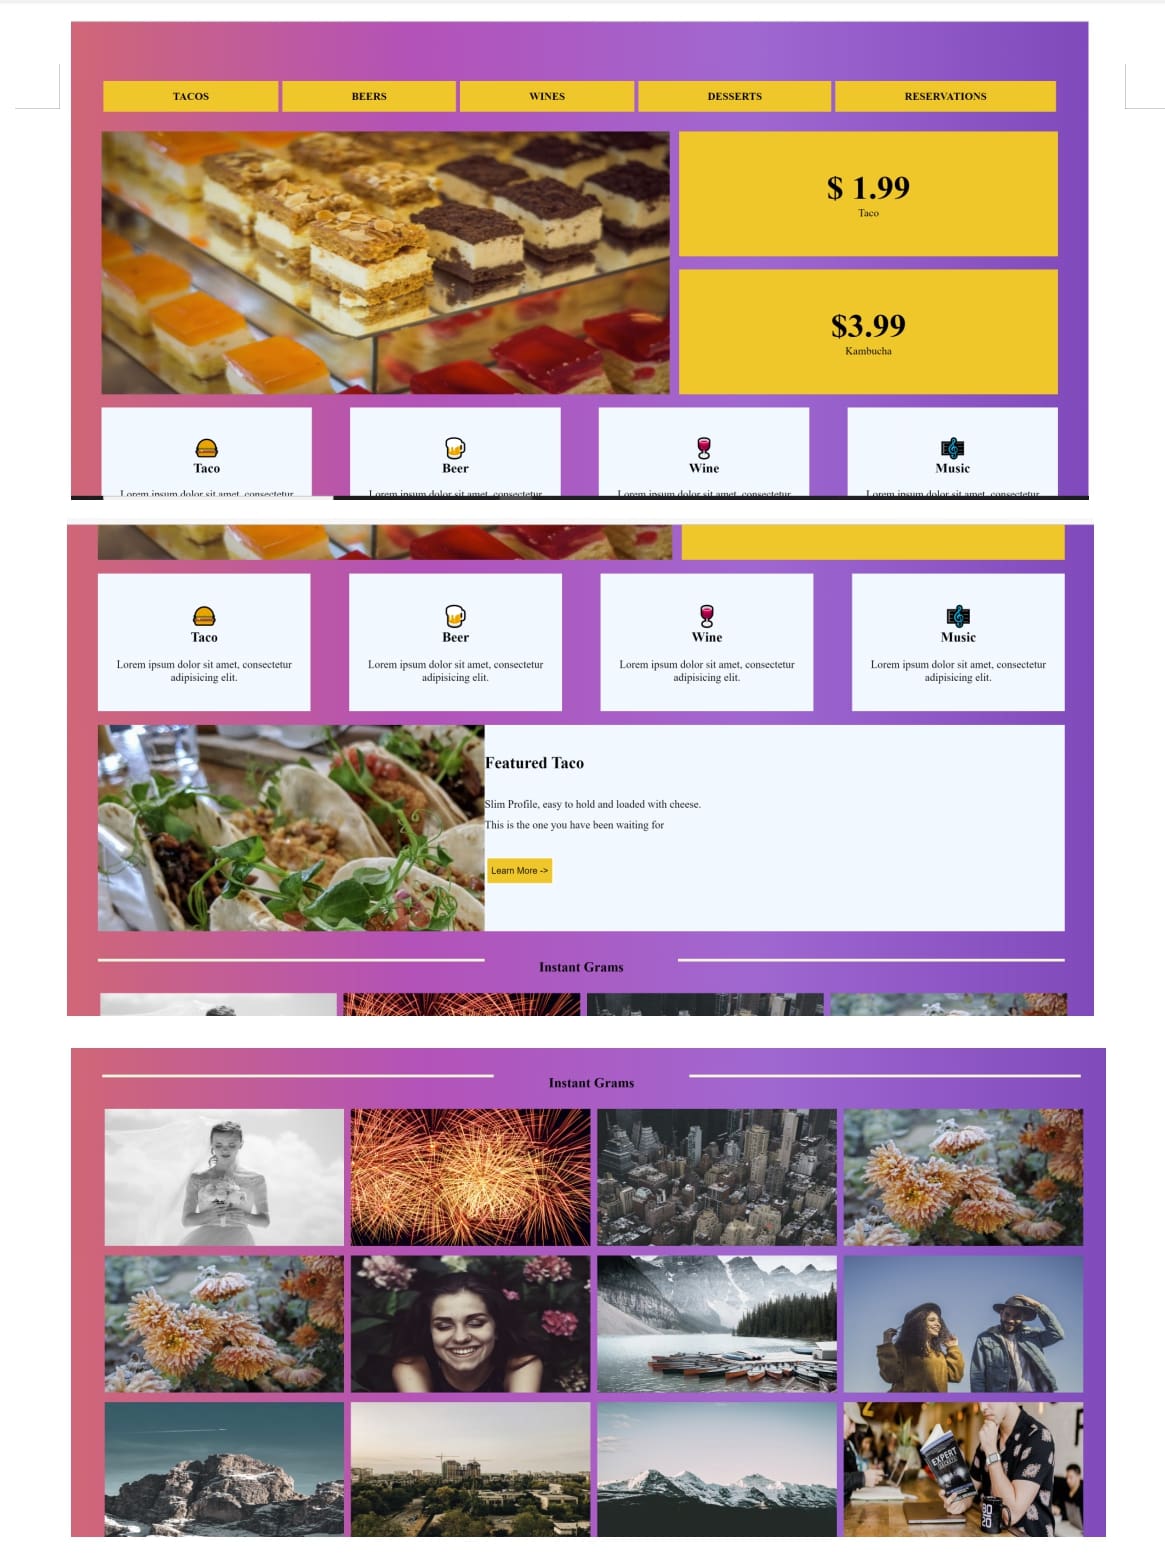 TACOS BEERS WINES DESSERTS RESERVATIONS
$ 1.99
Taco
$3.99
Kambucha
Taco Beer Wine Music
Lorem ipsum dolor sit amet, consectetur Lorem ipsum dolor sit amet, consectetur Lorem ipsum dolor sit amet, consectetur Lorem ipsum dolor sit amet, consectetur
Taco Beer Wine Music
Lorem ipsum dolor sit amet, consectetur Lorem ipsum dolor sit amet, consectetur Lorem ipsum dolor sit amet, consectetur Lorem ipsum dolor sit amet, consectetur
adipisicing elit. adipisicing elit. adipisicing elit. adipisicing elit.
Featured Taco
Slim Profile, easy to hold and loaded with cheese.
This is the one you have been waiting for
Learn More ->
Instant Grams
Instant Grams
EXPERT